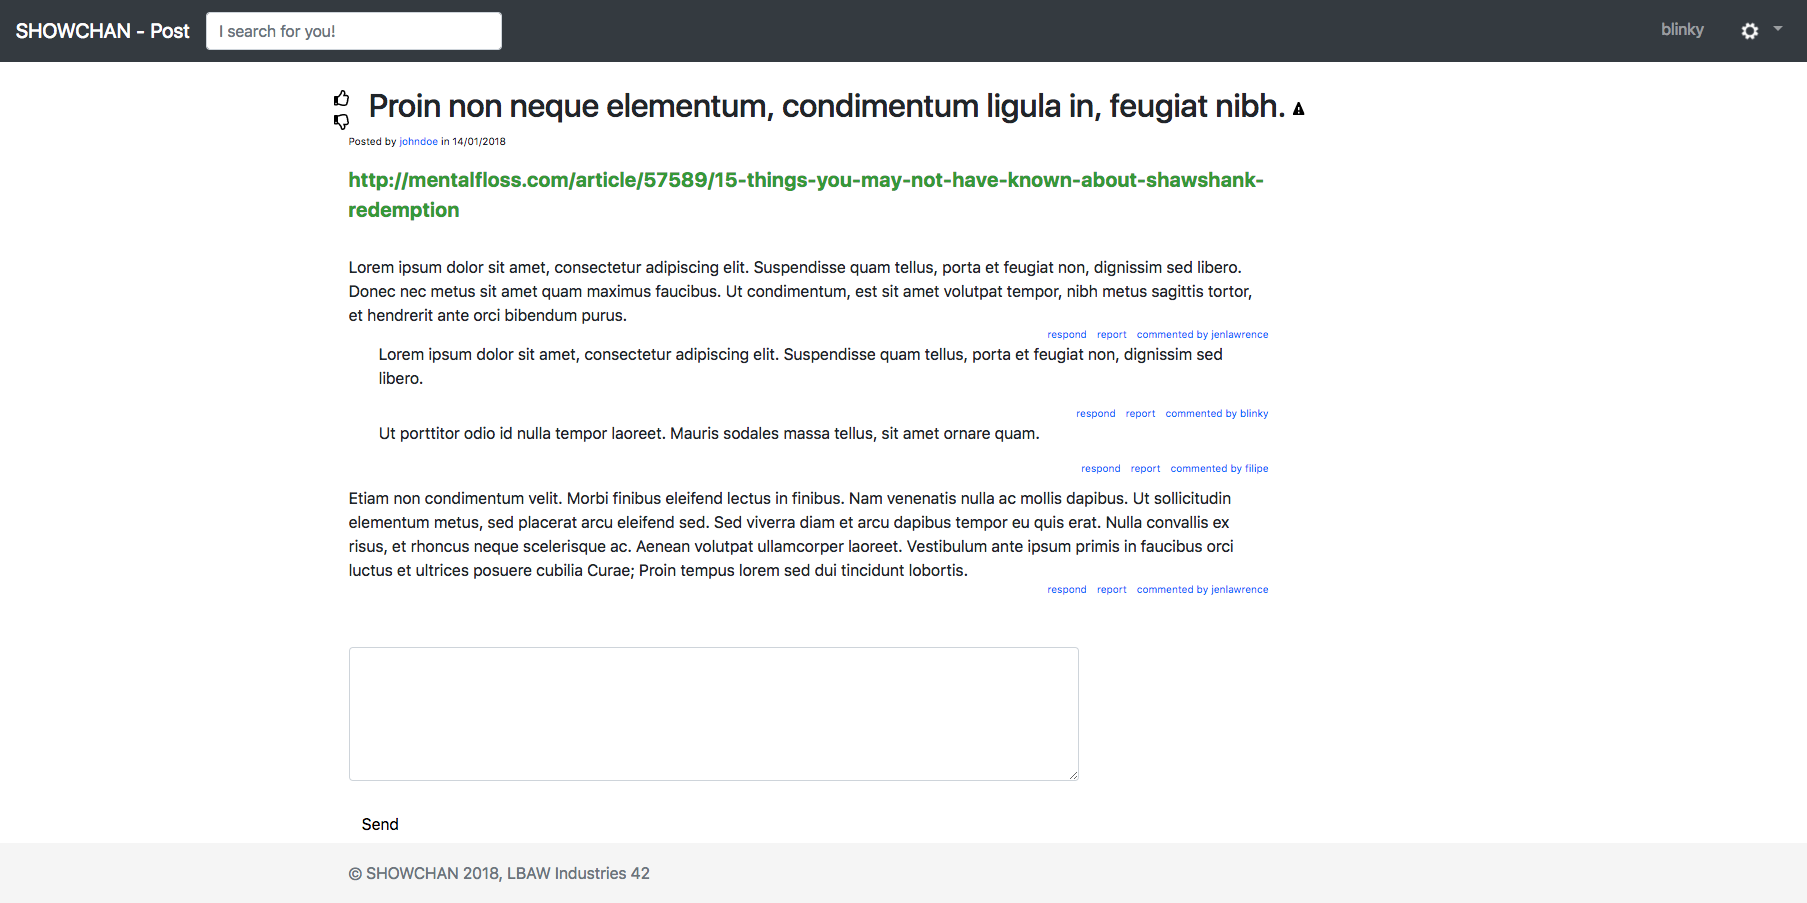 SHOWCHAN - Post
I search for you!
blinky
Proin non neque elementum, condimentum ligula in, feugiat nibh.
Posted by johndoe in 14/01/2018
http://mentalfloss.com/article/57589/15-things-you-may-not-have-known-about-shawshank-
redemption
Lorem ipsum dolor sit amet, consectetur adipiscing elit. Suspendisse quam tellus, porta et feugiat non, dignissim sed libero.
Donec nec metus sit amet quam maximus faucibus. Ut condimentum, est sit amet volutpat tempor, nibh metus sagittis tortor,
et hendrerit ante orci bibendum purus.
respond report commented by jenlawrence
Lorem ipsum dolor sit amet, consectetur adipiscing elit. Suspendisse quam tellus, porta et feugiat non, dignissim sed
libero.
respond report commented by blinky
Ut porttitor odio id nulla tempor laoreet. Mauris sodales massa tellus, sit amet ornare quam.
respond report commented by filipe
Etiam non condimentum velit. Morbi finibus eleifend lectus in finibus. Nam venenatis nulla ac mollis dapibus. Ut sollicitudin
elementum metus, sed placerat arcu eleifend sed. Sed viverra diam et arcu dapibus tempor eu quis erat. Nulla convallis ex
risus, et rhoncus neque scelerisque ac. Aenean volutpat ullamcorper laoreet. Vestibulum ante ipsum primis in faucibus orci
luctus et ultrices posuere cubilia Curae; Proin tempus lorem sed dui tincidunt lobortis.
respond report commented by jenlawrence
Send
© SHOWCHAN 2018, LBAW Industries 42